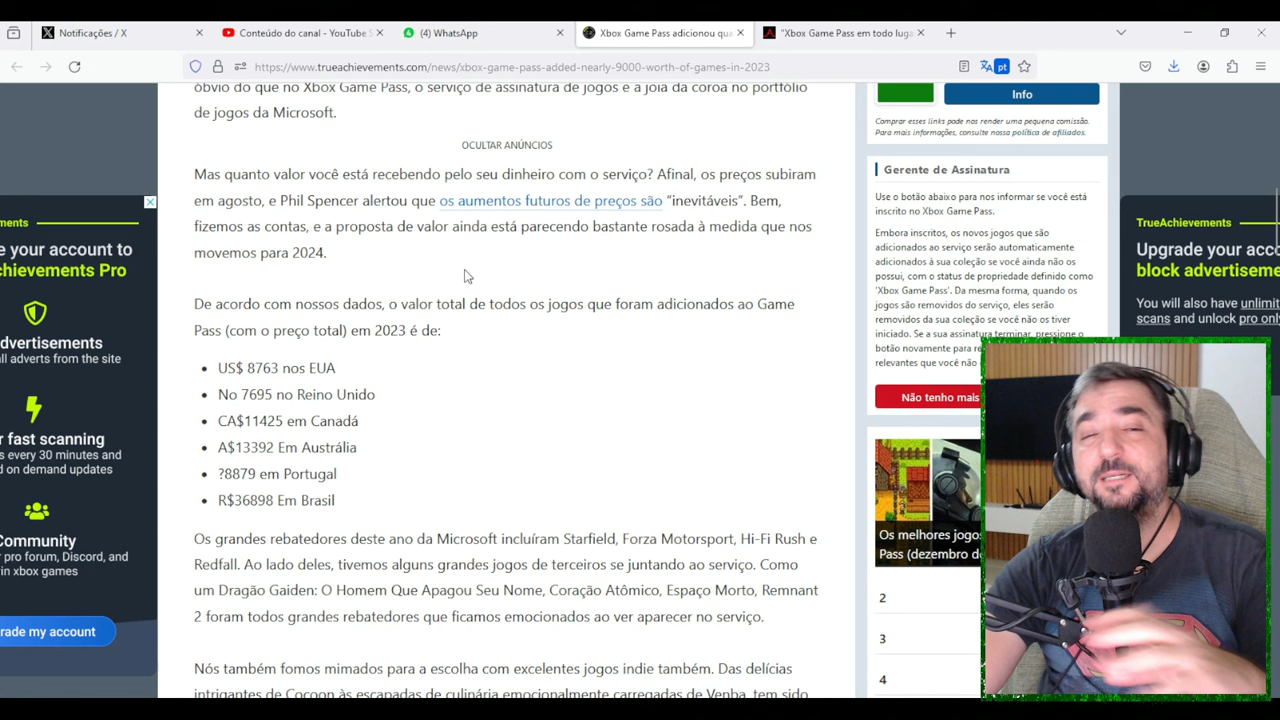 Notificações / X
Conteúdo do canal - YouTube S
(4) WhatsApp
Xbox Game Pass adicionou qua
"Xbox Game Pass em todo luga
https://www.trueachievements.com/news/xbox-game-pass-added-nearly-9000-worth-of-games-in-2023
pt
óbvio do que no Xbox Game Pass, o serviço de assinatura de jogos e a joia da coroa no portfólio
de jogos da Microsoft.
OCULTAR ANÚNCIOS
Mas quanto valor você está recebendo pelo seu dinheiro com o serviço? Afinal, os preços subiram
em agosto, e Phil Spencer alertou que os aumentos futuros de preços são “inevitáveis”. Bem,
fizemos as contas, e a proposta de valor ainda está parecendo bastante rosada à medida que nos
movemos para 2024.
De acordo com nossos dados, o valor total de todos os jogos que foram adicionados ao Game
Pass (com o preço total) em 2023 é de:
US$ 8763 nos EUA
No 7695 no Reino Unido
CA$11425 em Canadá
A$13392 Em Austrália
?8879 em Portugal
R$36898 Em Brasil
Os grandes rebatedores deste ano da Microsoft incluíram Starfield, Forza Motorsport, Hi-Fi Rush e
Redfall. Ao lado deles, tivemos alguns grandes jogos de terceiros se juntando ao serviço. Como
um Dragão Gaiden: O Homem Que Apagou Seu Nome, Coração Atômico, Espaço Morto, Remnant
2 foram todos grandes rebatedores que ficamos emocionados ao ver aparecer no serviço.
Nós também fomos mimados para a escolha com excelentes jogos indie também. Das delícias
intrigantes de Cocoon às escapadas de culinária emocionalmente carregadas de Venba, tem sido
Info
Comprar esses links pode nos render uma pequena comissão.
Para mais informações, consulte nossa política de afiliados.
Gerente de Assinatura
Use o botão abaixo para nos informar se você está
inscrito no Xbox Game Pass.
Embora inscritos, os novos jogos que são
adicionados ao serviço serão automaticamente
adicionados à sua coleção se você ainda não os
possui, com o status de propriedade definido como
'Xbox Game Pass'. Da mesma forma, quando os
jogos são removidos do serviço, eles serão
removidos da sua coleção se você não os tiver
iniciado. Se a sua assinatura terminar, pressione o
botão novamente para re
relevantes que você não
Não tenho mais
Os melhores jogos
Pass (dezembro de
2
3
4
evements
e your account to
chievements Pro
dvertisements
all adverts from the site
r fast scanning
s every 30 minutes and
d on demand updates
Community
r pro forum, Discord, and
in xbox games
rade my account
TrueAchievements
Upgrade your acco
block advertiseme
You will also have unlimit
scans and unlock pro only